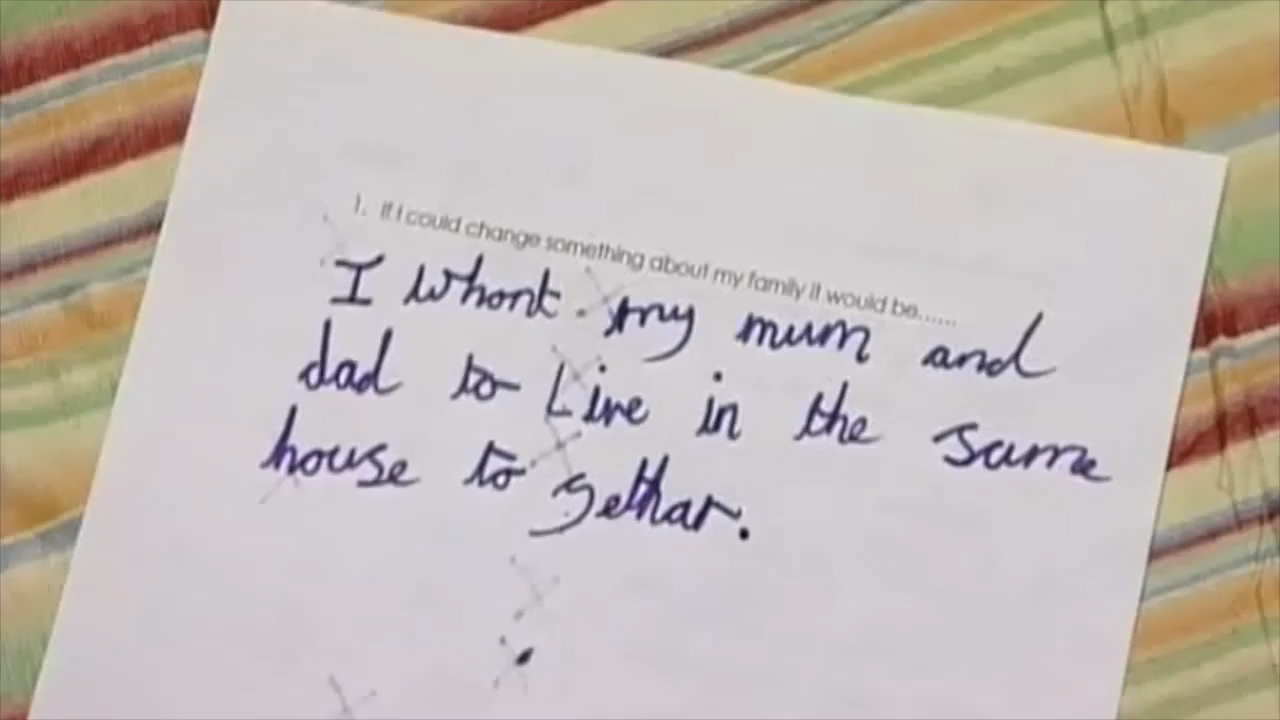 1. If I could change something about my family it would be......
I whont my mum and
dad to Live in the same
house to gethar.